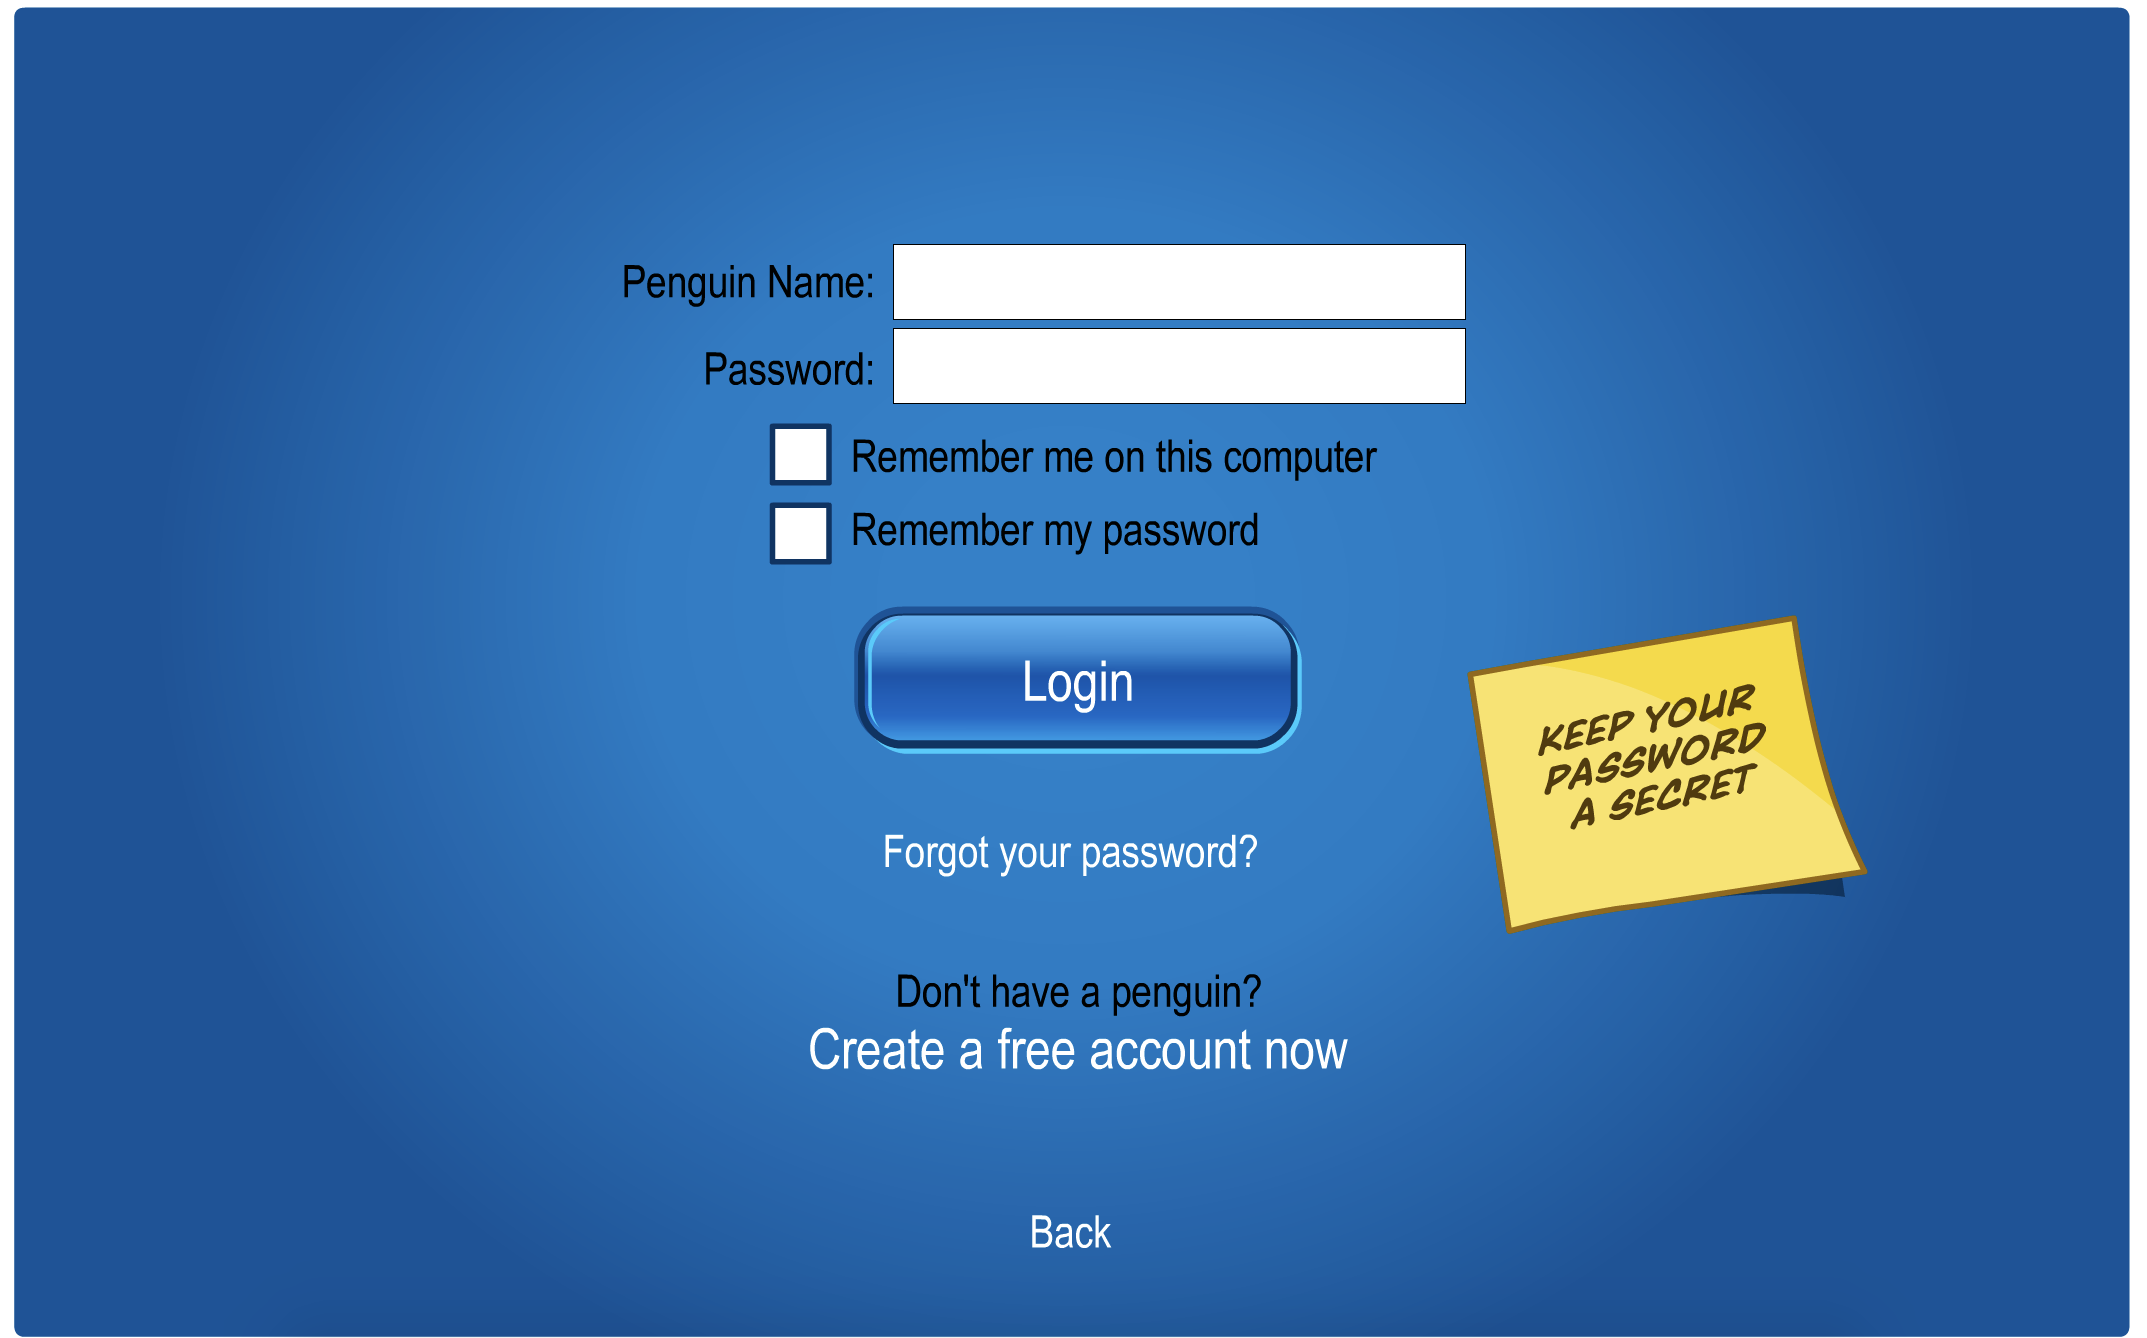 Penguin Name:
Password:
Remember me on this computer
Remember my password
Login
KEEP YOUR
PASSWORD
A SECRET
Forgot your password?
Don't have a penguin?
Create a free account now
Back